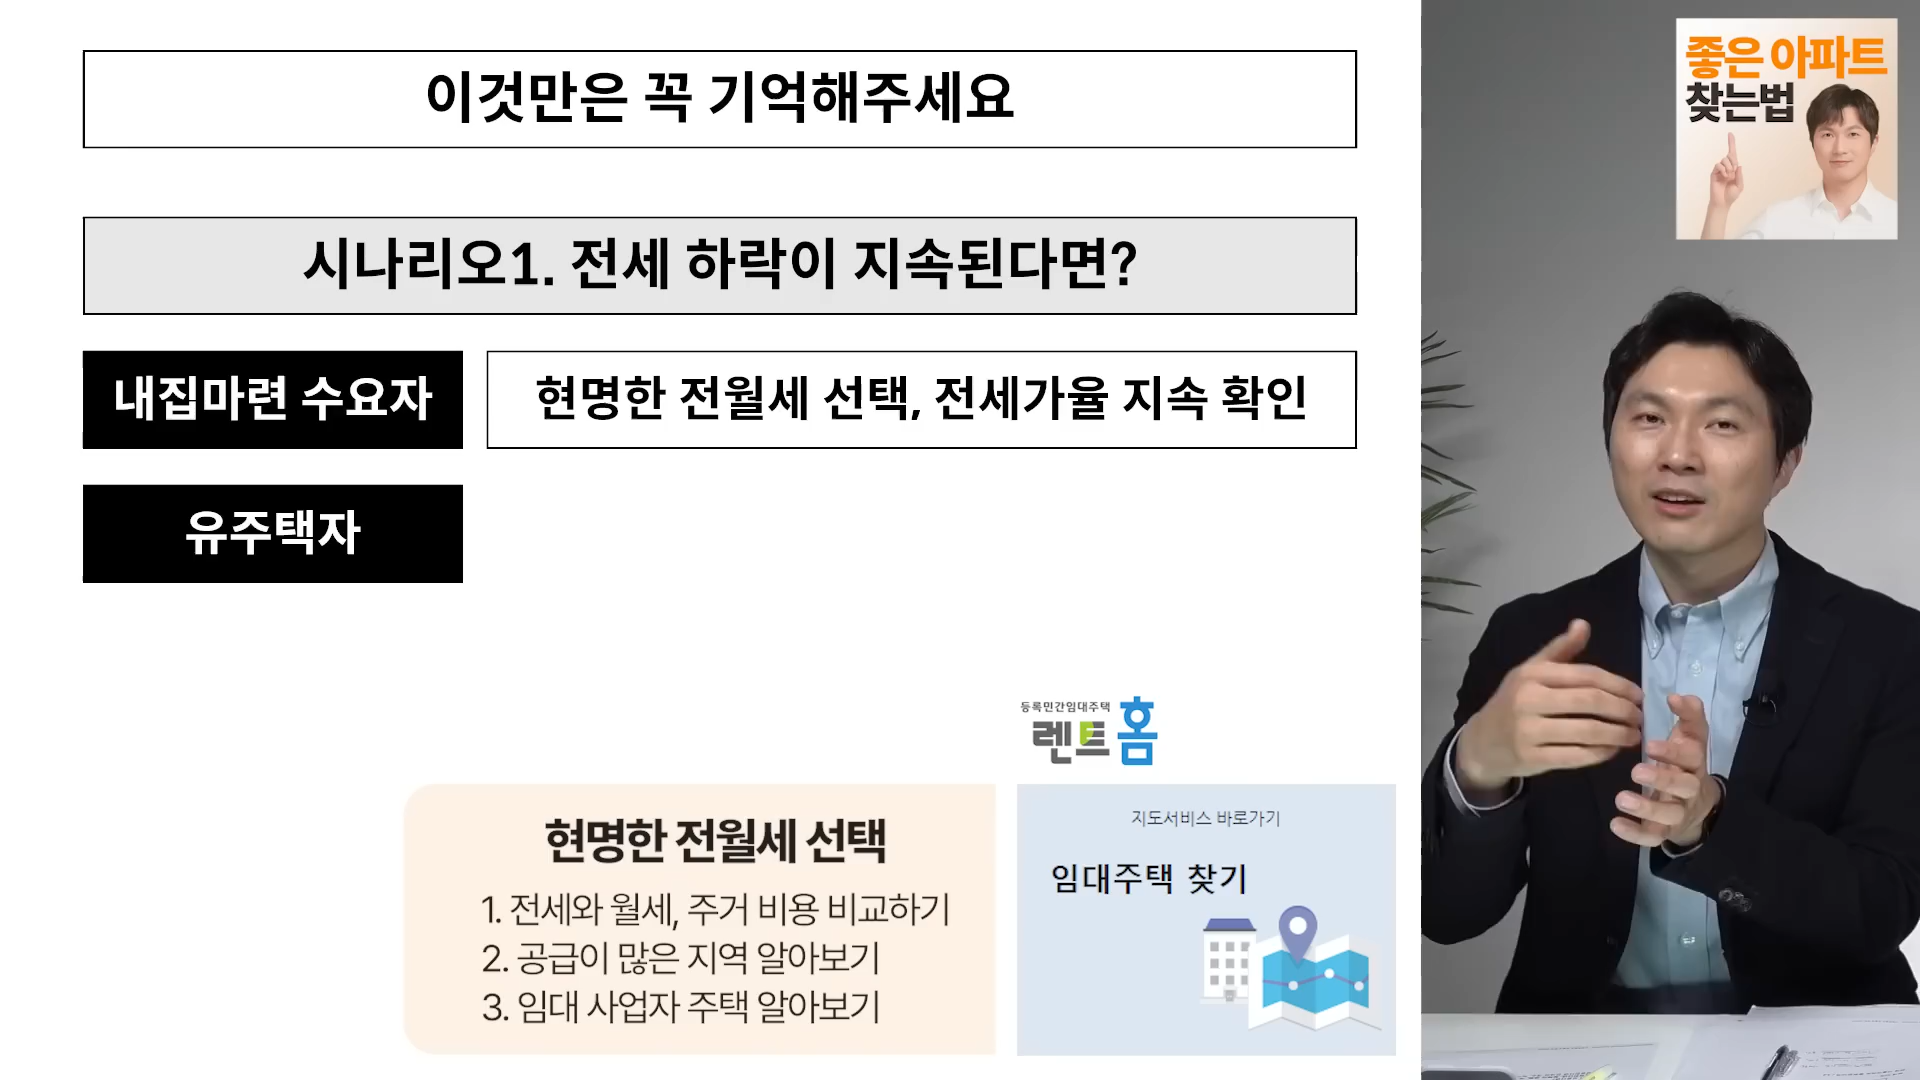 이것만은 꼭 기억해주세요
좋은 아파트
찾는법
시나리오1. 전세 하락이 지속된다면?
내집마련 수요자
현명한 전월세 선택, 전세가율 지속 확인
유주택자
등록민간임대주택
렌트홈
현명한 전월세 선택
1. 전세와 월세, 주거 비용 비교하기
2. 공급이 많은 지역 알아보기
3. 임대 사업자 주택 알아보기
지도서비스 바로가기
임대주택 찾기